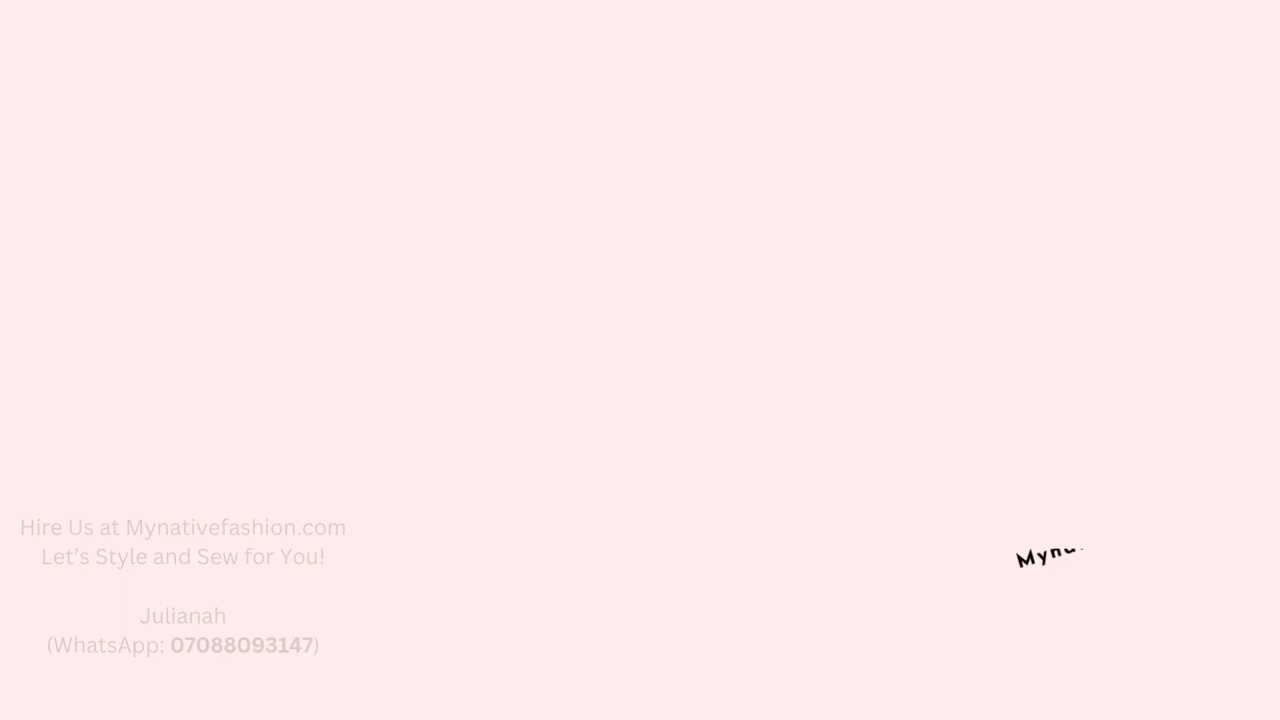 Hire Us at Mynativefashion.com
Let’s Style and Sew for You!
Julianah
(WhatsApp: 07088093147)